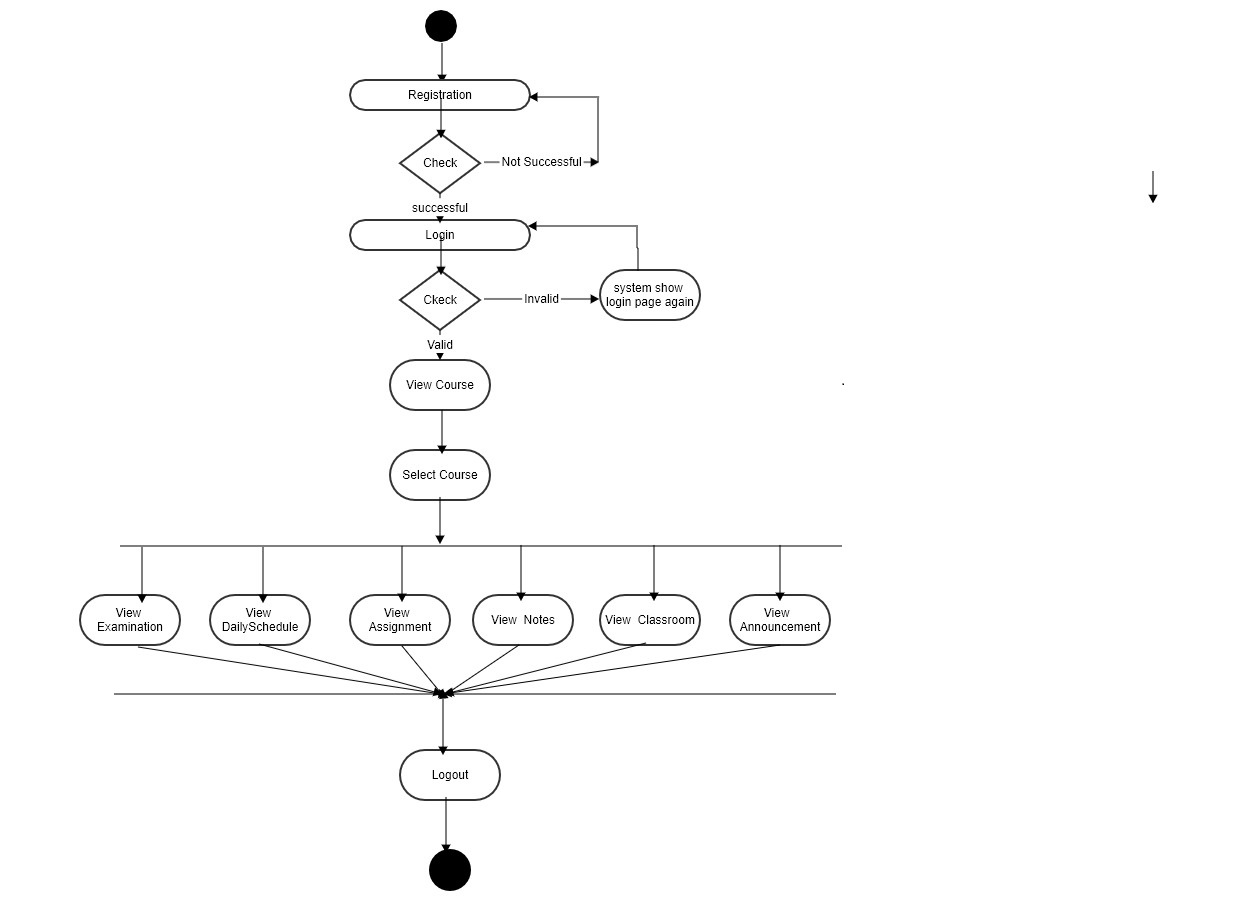 Registration
Check
Not Successful
successful
Login
Ckeck
Invalid
system show
login page again
Valid
View Course
Select Course
View
Examination
View
DailySchedule
View
Assignment
View  Notes
View  Classroom
View
Announcement
Logout